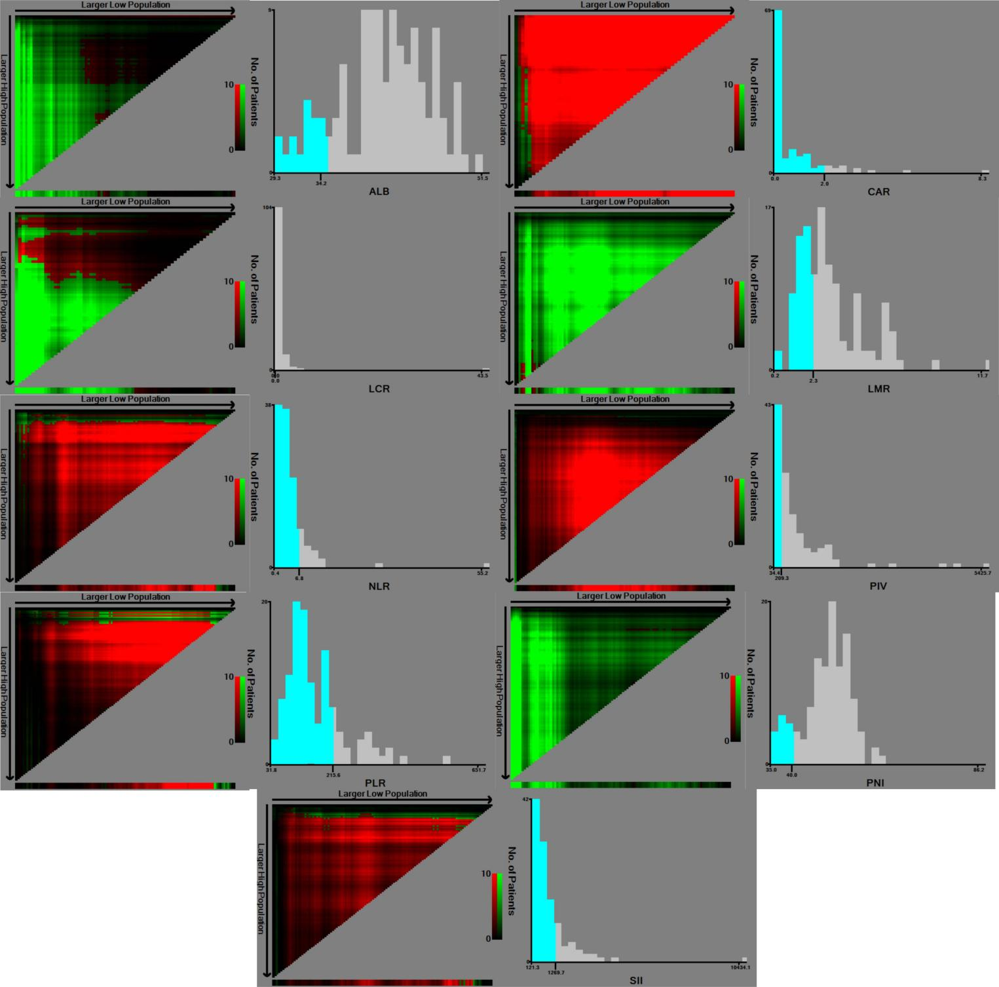 Larger Low Population
Larger High Population
10
0
No. of Patients
9
0
29.3
34.2
51.5
ALB
Larger Low Population
Larger High Population
10
0
No. of Patients
69
0
0.0
2.0
8.3
CAR
Larger Low Population
Larger High Population
10
0
No. of Patients
104
0
0.0
0.0
43.5
LCR
Larger Low Population
Larger High Population
10
0
No. of Patients
17
0
0.2
2.3
11.7
LMR
Larger Low Population
Larger High Population
10
0
No. of Patients
38
0
0.4
6.8
55.2
NLR
Larger Low Population
Larger High Population
10
0
No. of Patients
43
0
34.4
209.3
5425.7
PIV
Larger Low Population
Larger High Population
10
0
No. of Patients
20
0
31.8
215.6
651.7
PLR
Larger Low Population
Larger High Population
10
0
No. of Patients
20
0
35.0
40.0
86.2
PNI
Larger Low Population
Larger High Population
10
0
No. of Patients
42
0
121.3
1269.7
10434.1
SII